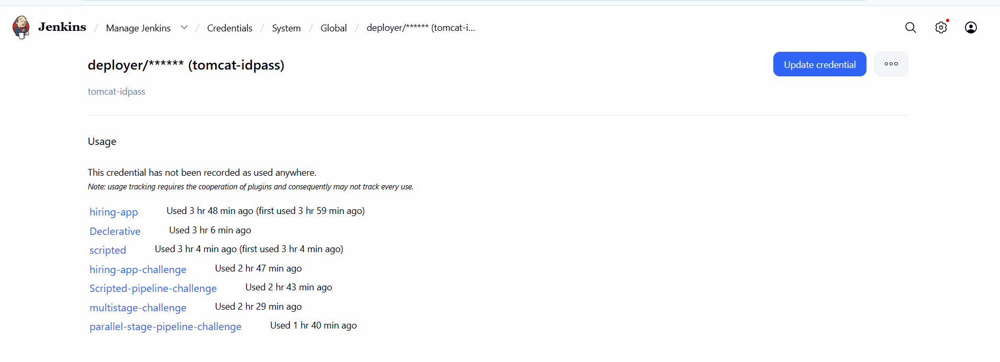 Jenkins / Manage Jenkins / Credentials / System / Global / deployer/****** (tomcat-i...
deployer/****** (tomcat-idpass)
Update credential
tomcat-idpass
Usage
This credential has not been recorded as used anywhere.
Note: usage tracking requires the cooperation of plugins and consequently may not track every use.
hiring-app Used 3 hr 48 min ago (first used 3 hr 59 min ago)
Declerative Used 3 hr 6 min ago
scripted Used 3 hr 4 min ago (first used 3 hr 4 min ago)
hiring-app-challenge Used 2 hr 47 min ago
Scripted-pipeline-challenge Used 2 hr 43 min ago
multistage-challenge Used 2 hr 29 min ago
parallel-stage-pipeline-challenge Used 1 hr 40 min ago